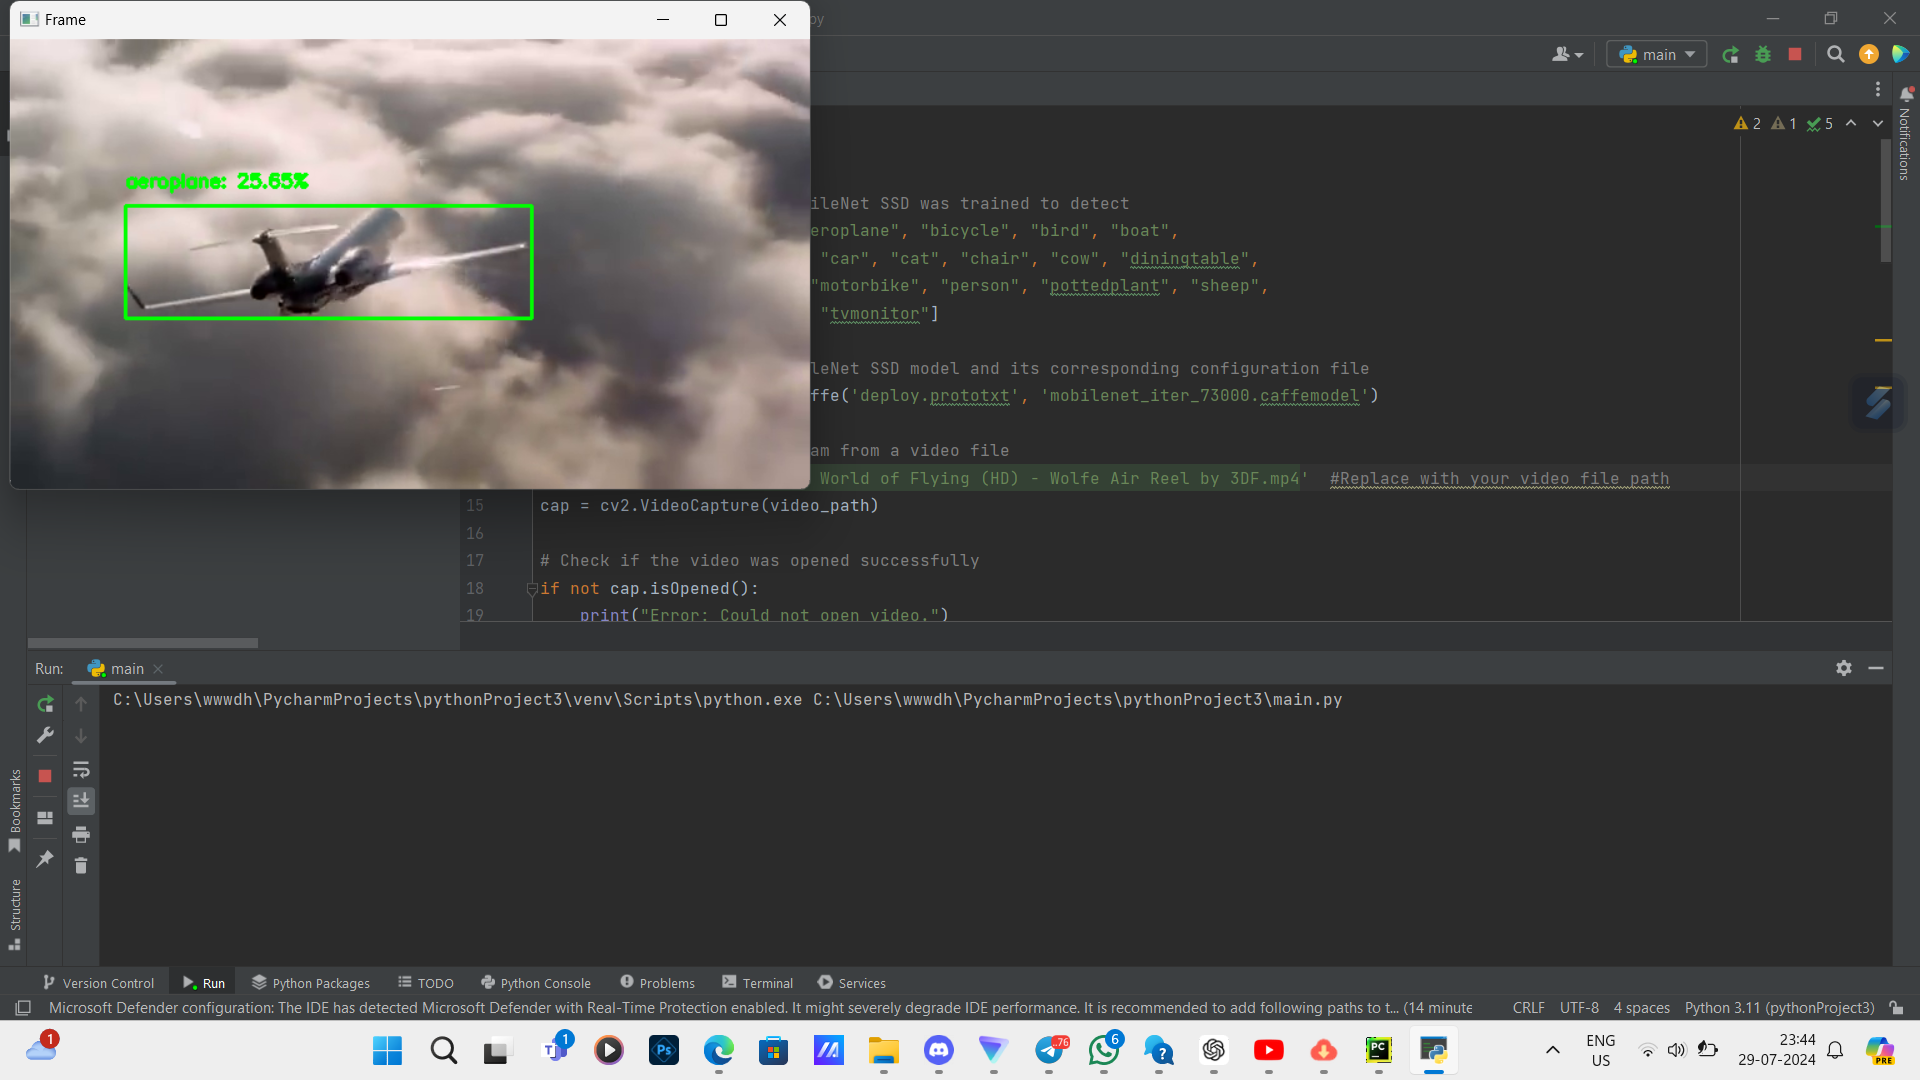 Frame
by
main
aeroplane: 25.65%
2 1 5
Notifications
ileNet SSD was trained to detect
eroplane", "bicycle", "bird", "boat",
"car", "cat", "chair", "cow", "diningtable",
"motorbike", "person", "pottedplant", "sheep",
"tvmonitor"]
leNet SSD model and its corresponding configuration file
ffe('deploy.prototxt', 'mobilenet_iter_73000.caffemodel')
am from a video file
World of Flying (HD) - Wolfe Air Reel by 3DF.mp4' #Replace with your video file path
15 cap = cv2.VideoCapture(video_path)
16
17 # Check if the video was opened successfully
18 if not cap.isOpened():
19 print("Error: Could not open video.")
Run: main
C:\Users\wwwdh\PycharmProjects\pythonProject3\venv\Scripts\python.exe C:\Users\wwwdh\PycharmProjects\pythonProject3\main.py
Bookmarks
Structure
Version Control Run Python Packages TODO Python Console Problems Terminal Services
Microsoft Defender configuration: The IDE has detected Microsoft Defender with Real-Time Protection enabled. It might severely degrade IDE performance. It is recommended to add following paths to t... (14 minute CRLF UTF-8 4 spaces Python 3.11 (pythonProject3)
1
T 1
Ps
..76
6
?
PC
ENG
US
23:44
29-07-2024
PRE